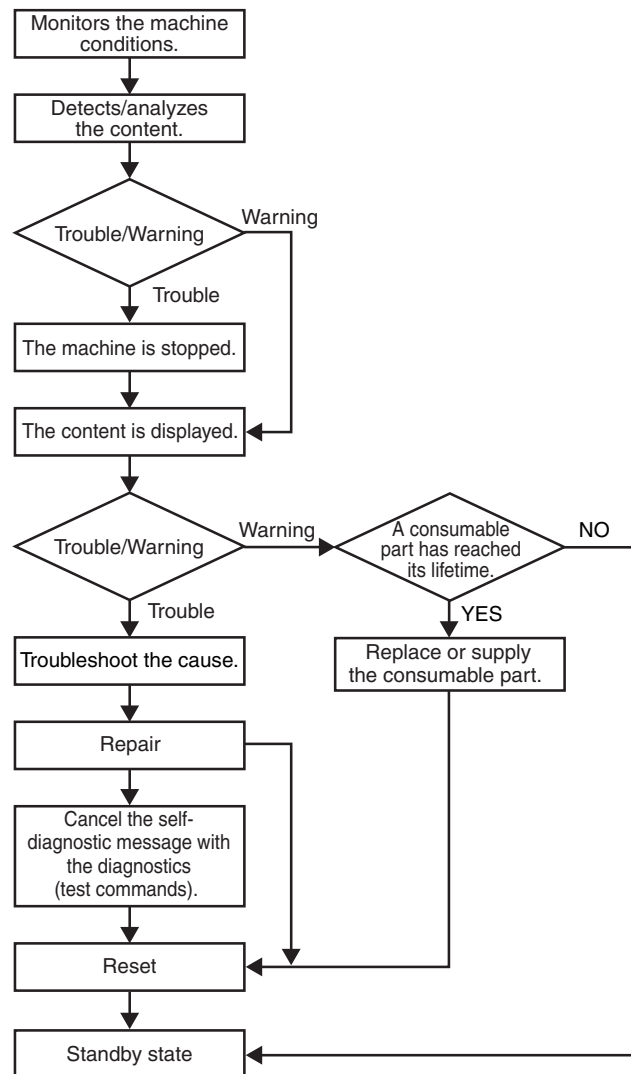 Monitors the machine
conditions.
Detects/analyzes
the content.
Trouble/Warning
Warning
Trouble
The machine is stopped.
The content is displayed.
Trouble/Warning
Warning
A consumable
part has reached
its lifetime.
NO
Trouble
YES
Troubleshoot the cause.
Replace or supply
the consumable part.
Repair
Cancel the self-
diagnostic message with
the diagnostics
(test commands).
Reset
Standby state